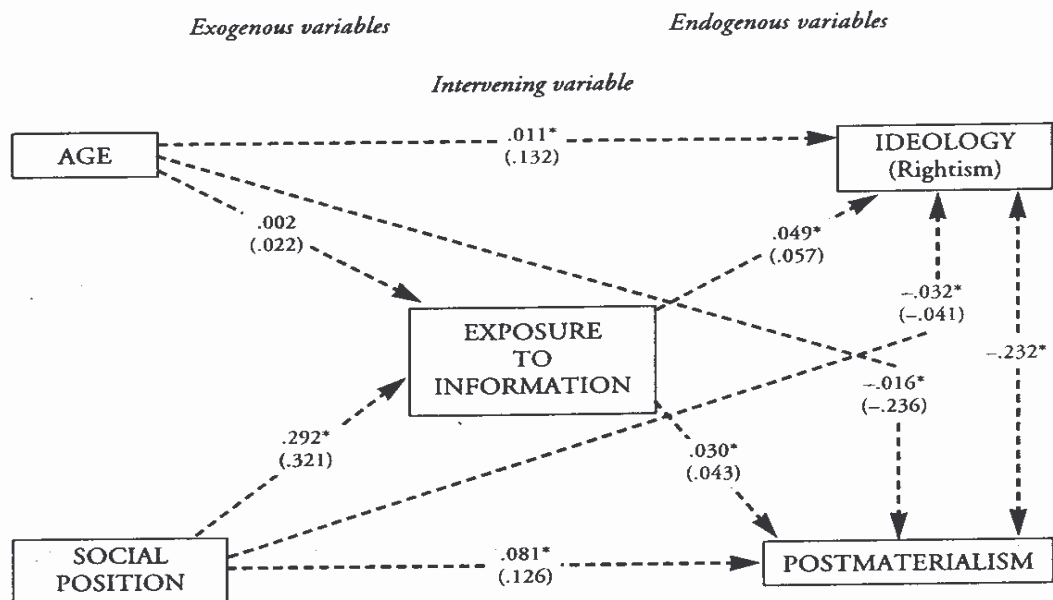 Exogenous variables
Endogenous variables
Intervening variable
AGE
.011*
(.132)
IDEOLOGY
(Rightism)
.002
(.022)
.049*
(.057)
EXPOSURE
TO
INFORMATION
–.032*
(–.041)
–.232*
–.016*
(–.236)
.292*
(.321)
.030*
(.043)
SOCIAL
POSITION
.081*
(.126)
POSTMATERIALISM